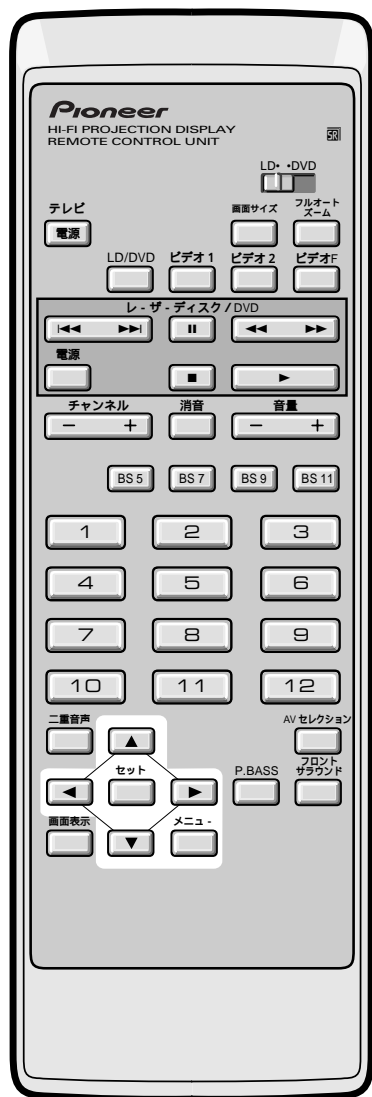 Pioneer
HI-FI PROJECTION DISPLAY
REMOTE CONTROL UNIT
SR
LD• •DVD
テレビ
電源
画面サイズ
フルオート
ズーム
LD/DVD ビデオ1 ビデオ2 ビデオF
レ-ザ-ディスク/DVD
電源
チャンネル 消音 音量
− + − +
BS 5 BS 7 BS 9 BS 11
1 2 3
4 5 6
7 8 9
10 11 12
二重音声
AVセレクション
セット
P.BASS
フロント
サラウンド
画面表示
メニュ-